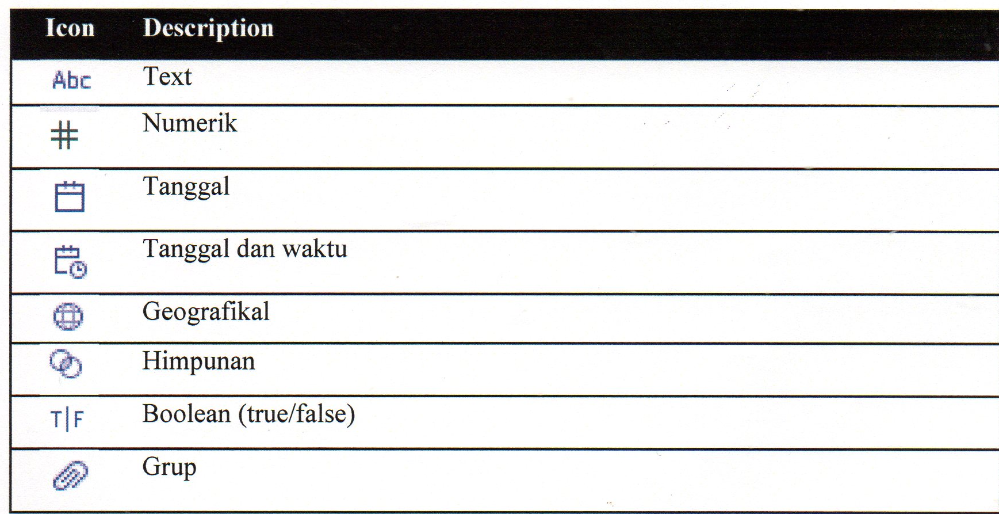 Icon Description
Abc Text
# Numerik
Tanggal
Tanggal dan waktu
Geografikal
Himpunan
T|F Boolean (true/false)
Grup